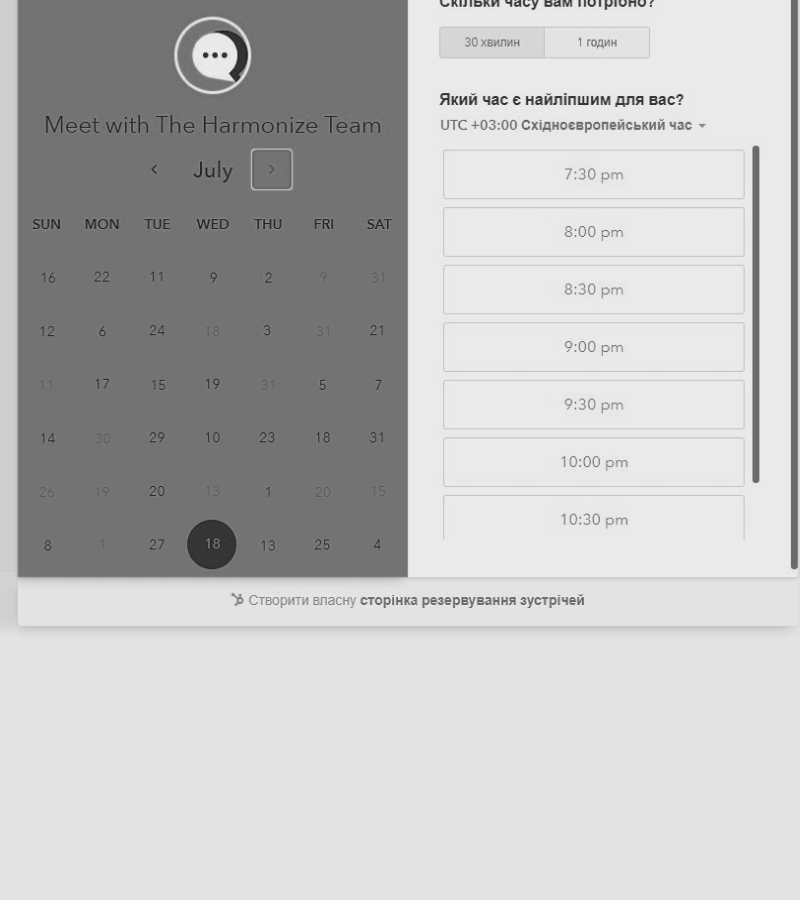 Скільки часу вам потрібно?
30 хвилин 1 годин
Meet with The Harmonize Team
July
SUN MON TUE WED THU FRI SAT
16 22 11 9 2 9 31
12 6 24 18 3 31 21
11 17 15 19 31 5 7
14 30 29 10 23 18 31
26 19 20 13 1 20 15
8 1 27 18 13 25 4
Який час є найліпшим для вас?
UTC +03:00 Східноєвропейський час
7:30 pm
8:00 pm
8:30 pm
9:00 pm
9:30 pm
10:00 pm
10:30 pm
Створити власну сторінка резервування зустрічей